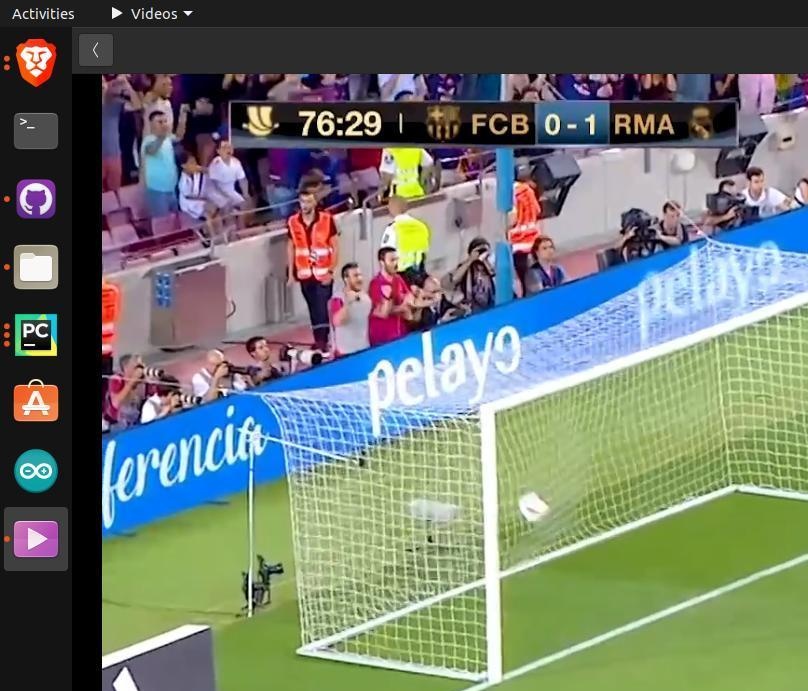 Activities
Videos
>_
76:29 | FCB 0 - 1 RMA
pelayo
pelayo
ferencia
PC